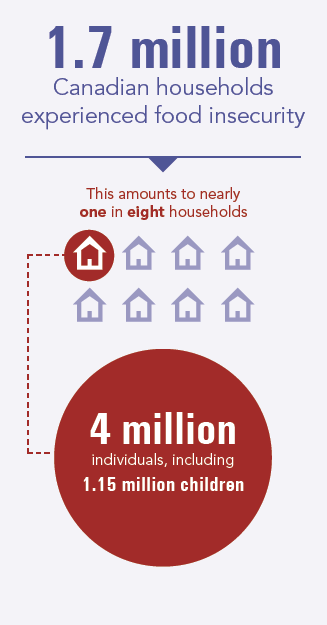 1.7 million
Canadian households
experienced food insecurity
This amounts to nearly
one in eight households
4 million
individuals, including
1.15 million children